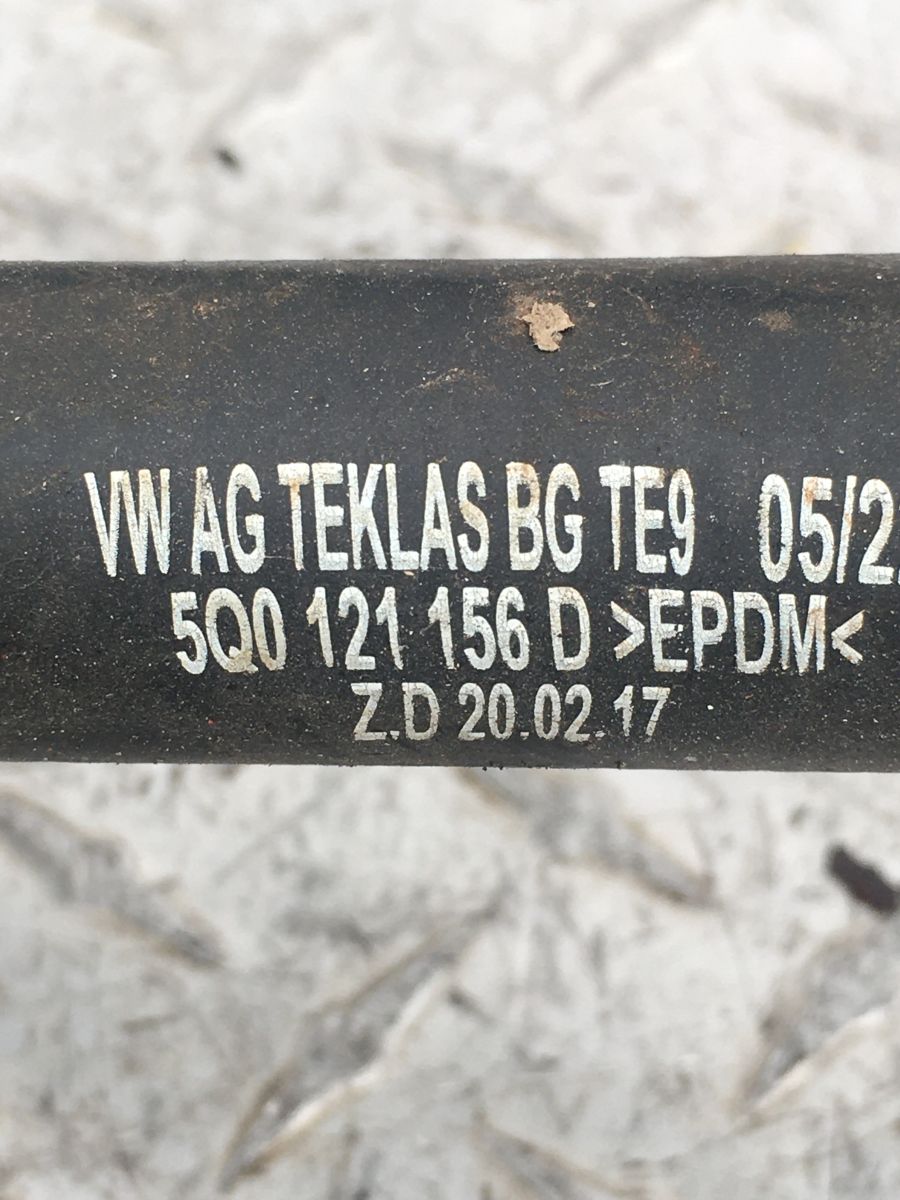 VW AG TEKLAS BG TE9 05/2
5Q0 121 156 D >EPDM<
Z.D 20.02.17